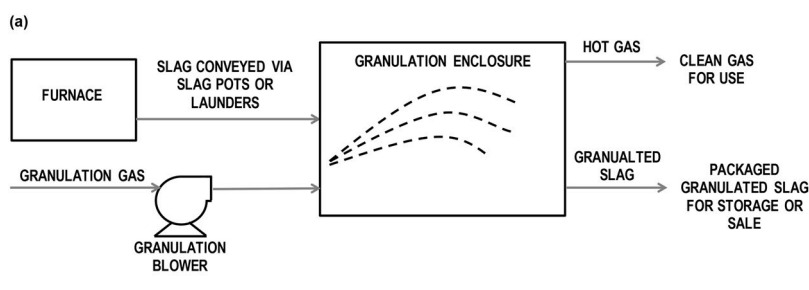 (a)
FURNACE
SLAG CONVEYED VIA
SLAG POTS OR
LAUNDERS
GRANULATION GAS
GRANULATION
BLOWER
GRANULATION ENCLOSURE
HOT GAS
CLEAN GAS
FOR USE
GRANUALTED
SLAG
PACKAGED
GRANULATED SLAG
FOR STORAGE OR
SALE